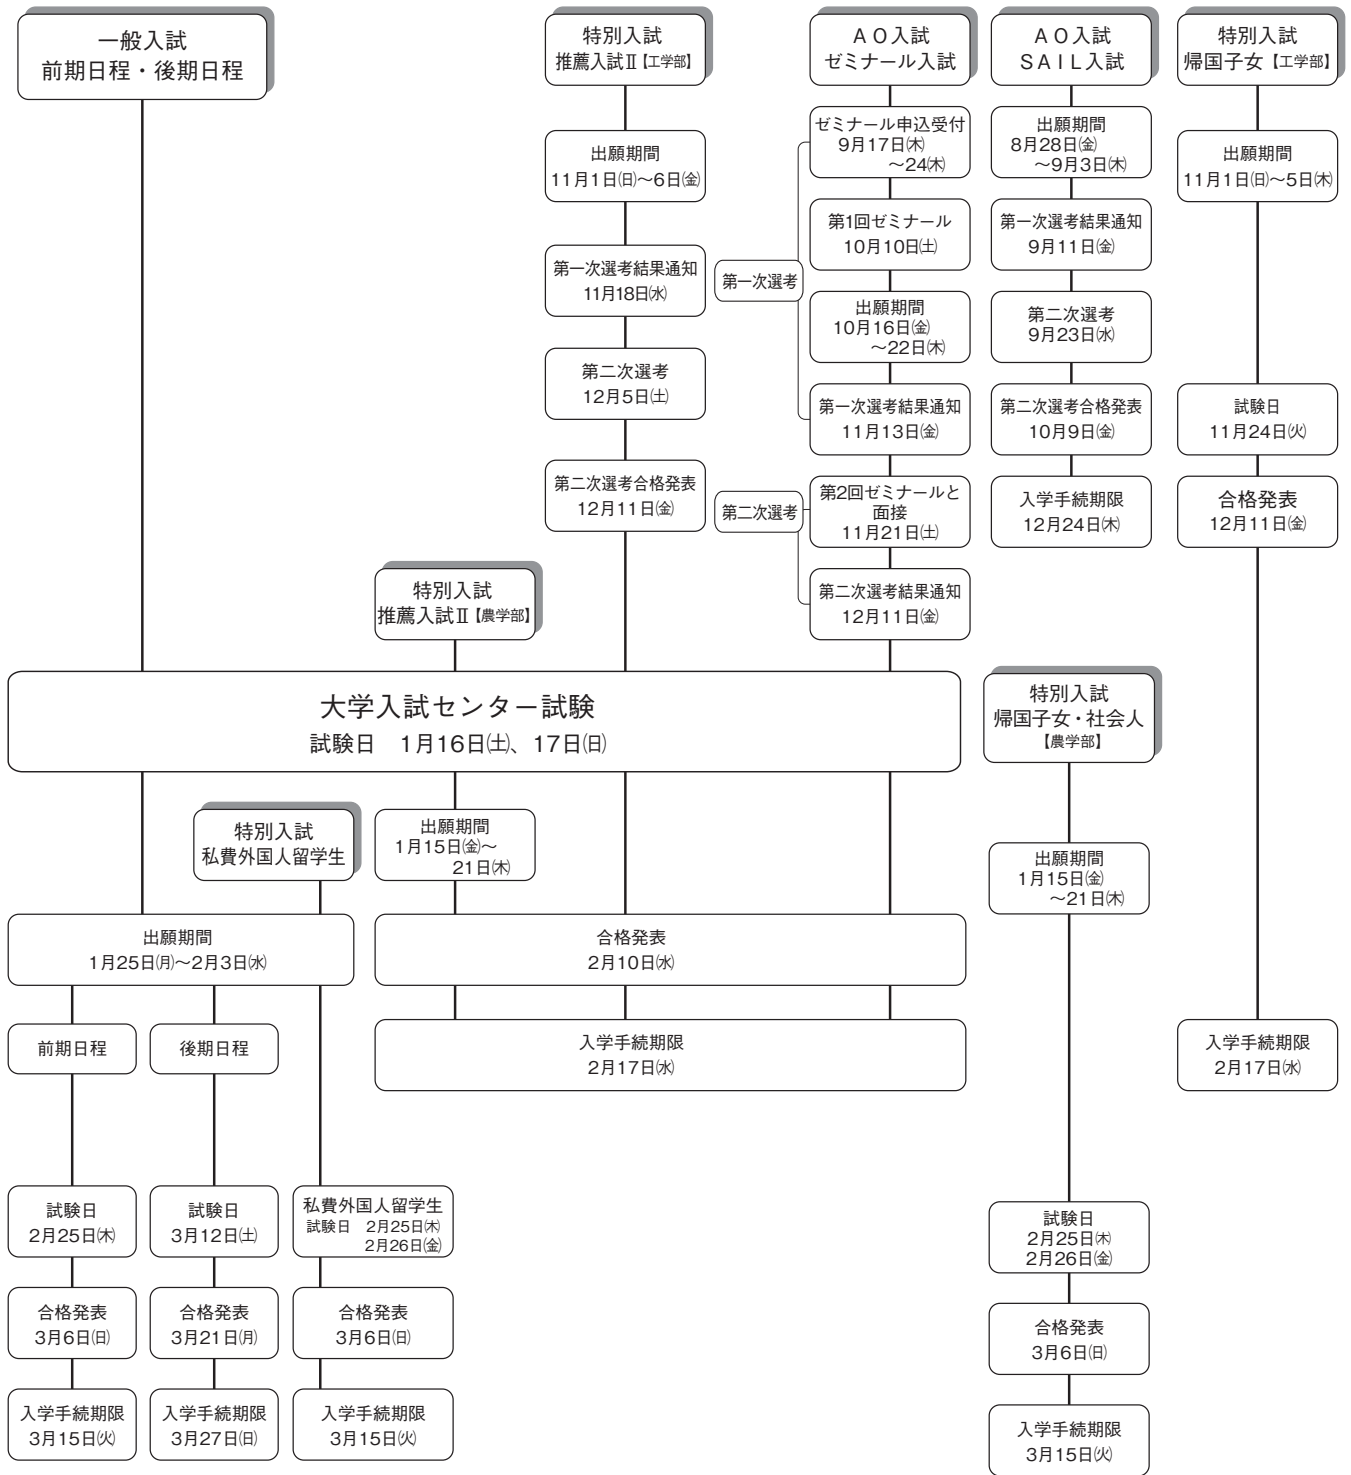 一般入試
前期日程・後期日程
特別入試
推薦入試Ⅱ【工学部】
出願期間
11月1日(日)～6日(金)
第一次選考結果通知
11月18日(水)
第二次選考
12月5日(土)
第二次選考合格発表
12月11日(金)
AO入試
ゼミナール入試
ゼミナール申込受付
9月17日(木)
～24(木)
第1回ゼミナール
10月10日(土)
第一次選考
出願期間
10月16日(金)
～22日(木)
第一次選考結果通知
11月13日(金)
第二次選考
第2回ゼミナールと
面接
11月21日(土)
第二次選考結果通知
12月11日(金)
AO入試
SAIL入試
出願期間
8月28日(金)
～9月3日(木)
第一次選考結果通知
9月11日(金)
第二次選考
9月23日(水)
第二次選考合格発表
10月9日(金)
入学手続期限
12月24日(木)
特別入試
帰国子女【工学部】
出願期間
11月1日(日)～5日(木)
試験日
11月24日(火)
合格発表
12月11日(金)
入学手続期限
2月17日(水)
特別入試
推薦入試Ⅱ【農学部】
大学入試センター試験
試験日　1月16日(土)、17日(日)
特別入試
私費外国人留学生
出願期間
1月15日(金)～
21日(木)
出願期間
1月25日(月)～2月3日(水)
合格発表
2月10日(水)
入学手続期限
2月17日(水)
前期日程
後期日程
試験日
2月25日(木)
合格発表
3月6日(日)
入学手続期限
3月15日(火)
試験日
3月12日(土)
合格発表
3月21日(月)
入学手続期限
3月27日(日)
私費外国人留学生
試験日　2月25日(木)
2月26日(金)
合格発表
3月6日(日)
入学手続期限
3月15日(火)
特別入試
帰国子女・社会人
【農学部】
出願期間
1月15日(金)
～21日(木)
試験日
2月25日(木)
2月26日(金)
合格発表
3月6日(日)
入学手続期限
3月15日(火)